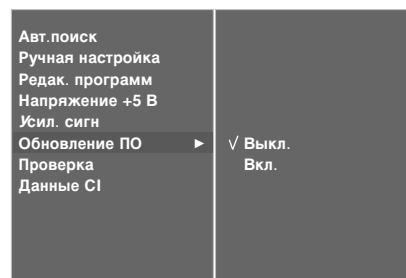 Авт.поиск
Ручная настройка
Редак. программ
Напряжение +5 В
Усил. сигн
Обновление ПО ► √ Выкл.
Проверка Вкл.
Данные CI